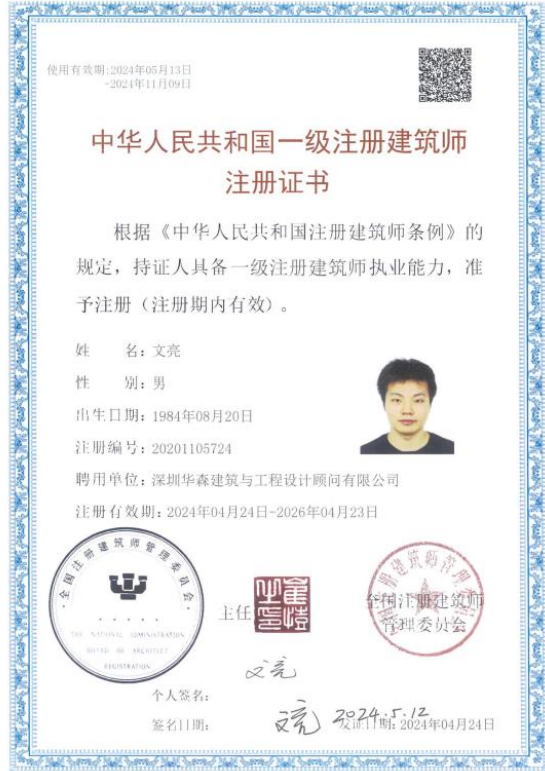 使用有效期:2024年05月13日
-2024年11月09日
中华人民共和国一级注册建筑师
注册证书
根据《中华人民共和国注册建筑师条例》的
规定，持证人具备一级注册建筑师执业能力，准
予注册（注册期内有效）。
姓 名：文亮
性 别：男
出生日期：1984年08月20日
注册编号：20201105724
聘用单位：深圳华森建筑与工程设计顾问有限公司
注册有效期：2024年04月24日-2026年04月23日
·全国注册建筑师管理委员会·
THE NATIONAL ADMINISTRATION
BOARD OF ARCHITECT
REGISTRATION
主任
全国注册建筑师
管理委员会
文亮
个人签名：
文亮 2024.5.12
签名日期：
发证日期：2024年04月24日